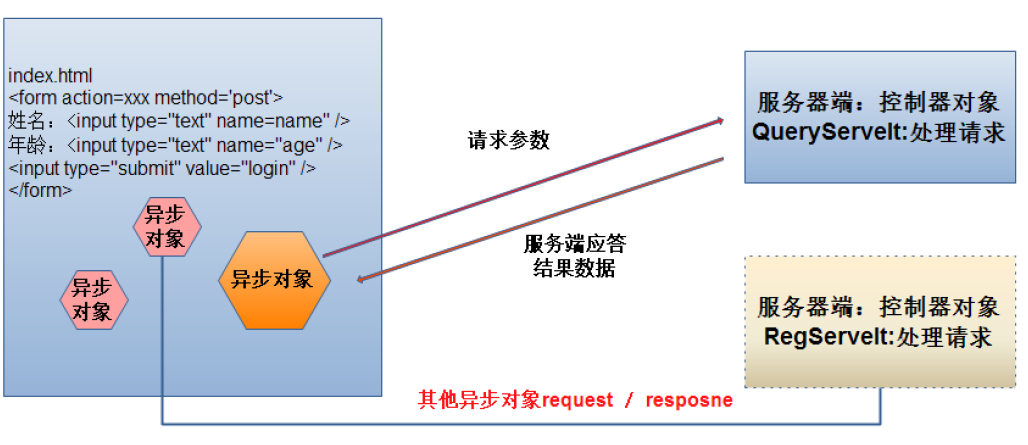 index.html
<form action=xxx method='post'>
姓名：<input type="text" name=name" />
年龄：<input type="text" name="age" />
<input type="submit" value="login" />
</form>
异步
对象
异步
对象
异步对象
请求参数
服务端应答
结果数据
服务器端：控制器对象
QueryServelt:处理请求
服务器端：控制器对象
RegServelt:处理请求
其他异步对象request / resposne